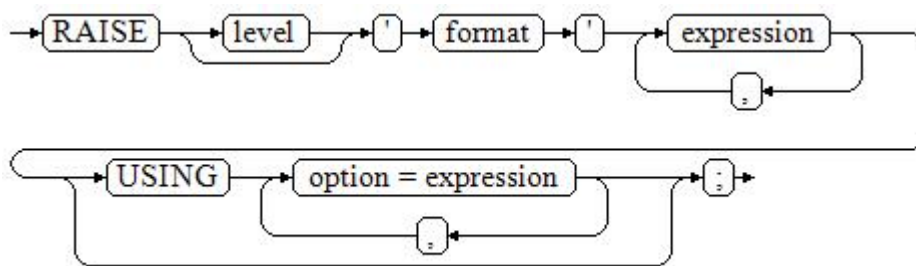 RAISE level ' format ' expression
,
USING option = expression ;
,